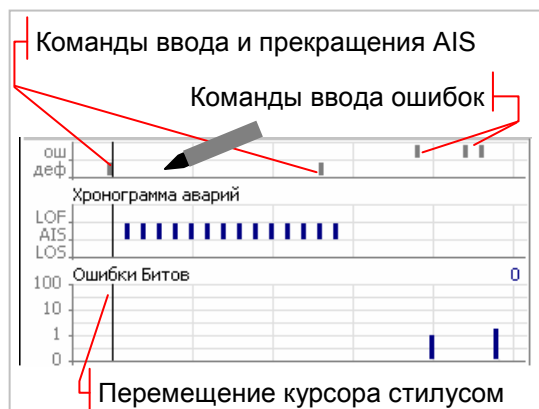 Команды ввода и прекращения AIS
Команды ввода ошибок
ош
деф
Хронограмма аварий
LOF
AIS
LOS
Ошибки Битов 0
100
10
1
0
Перемещение курсора стилусом